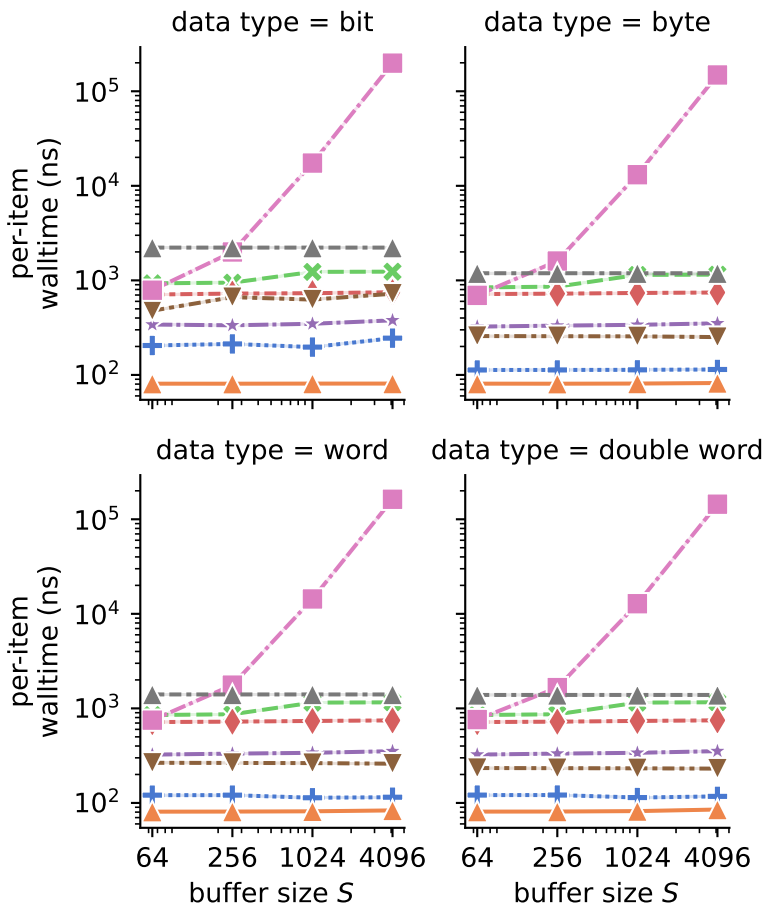 data type = bit
data type = byte
per-item
walltime (ns)
10⁵
10⁴
10³
10²
data type = word
data type = double word
per-item
walltime (ns)
10⁵
10⁴
10³
10²
64 256 1024 4096
64 256 1024 4096
buffer size S
buffer size S